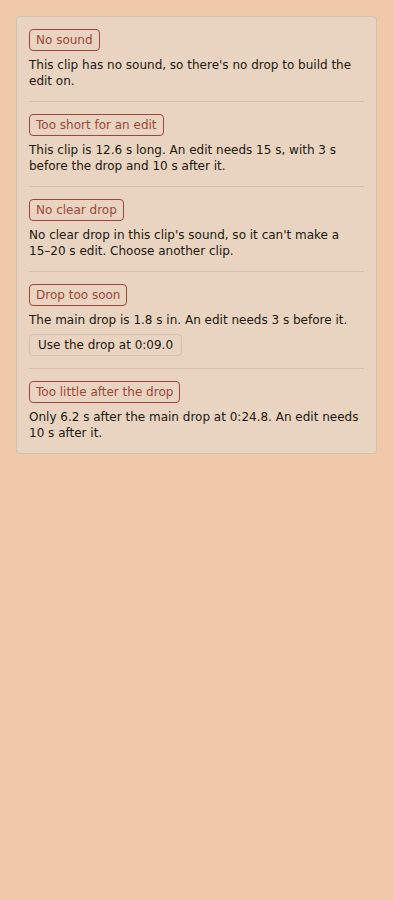 No sound
This clip has no sound, so there's no drop to build the
edit on.
Too short for an edit
This clip is 12.6 s long. An edit needs 15 s, with 3 s
before the drop and 10 s after it.
No clear drop
No clear drop in this clip's sound, so it can't make a
15–20 s edit. Choose another clip.
Drop too soon
The main drop is 1.8 s in. An edit needs 3 s before it.
Use the drop at 0:09.0
Too little after the drop
Only 6.2 s after the main drop at 0:24.8. An edit needs
10 s after it.